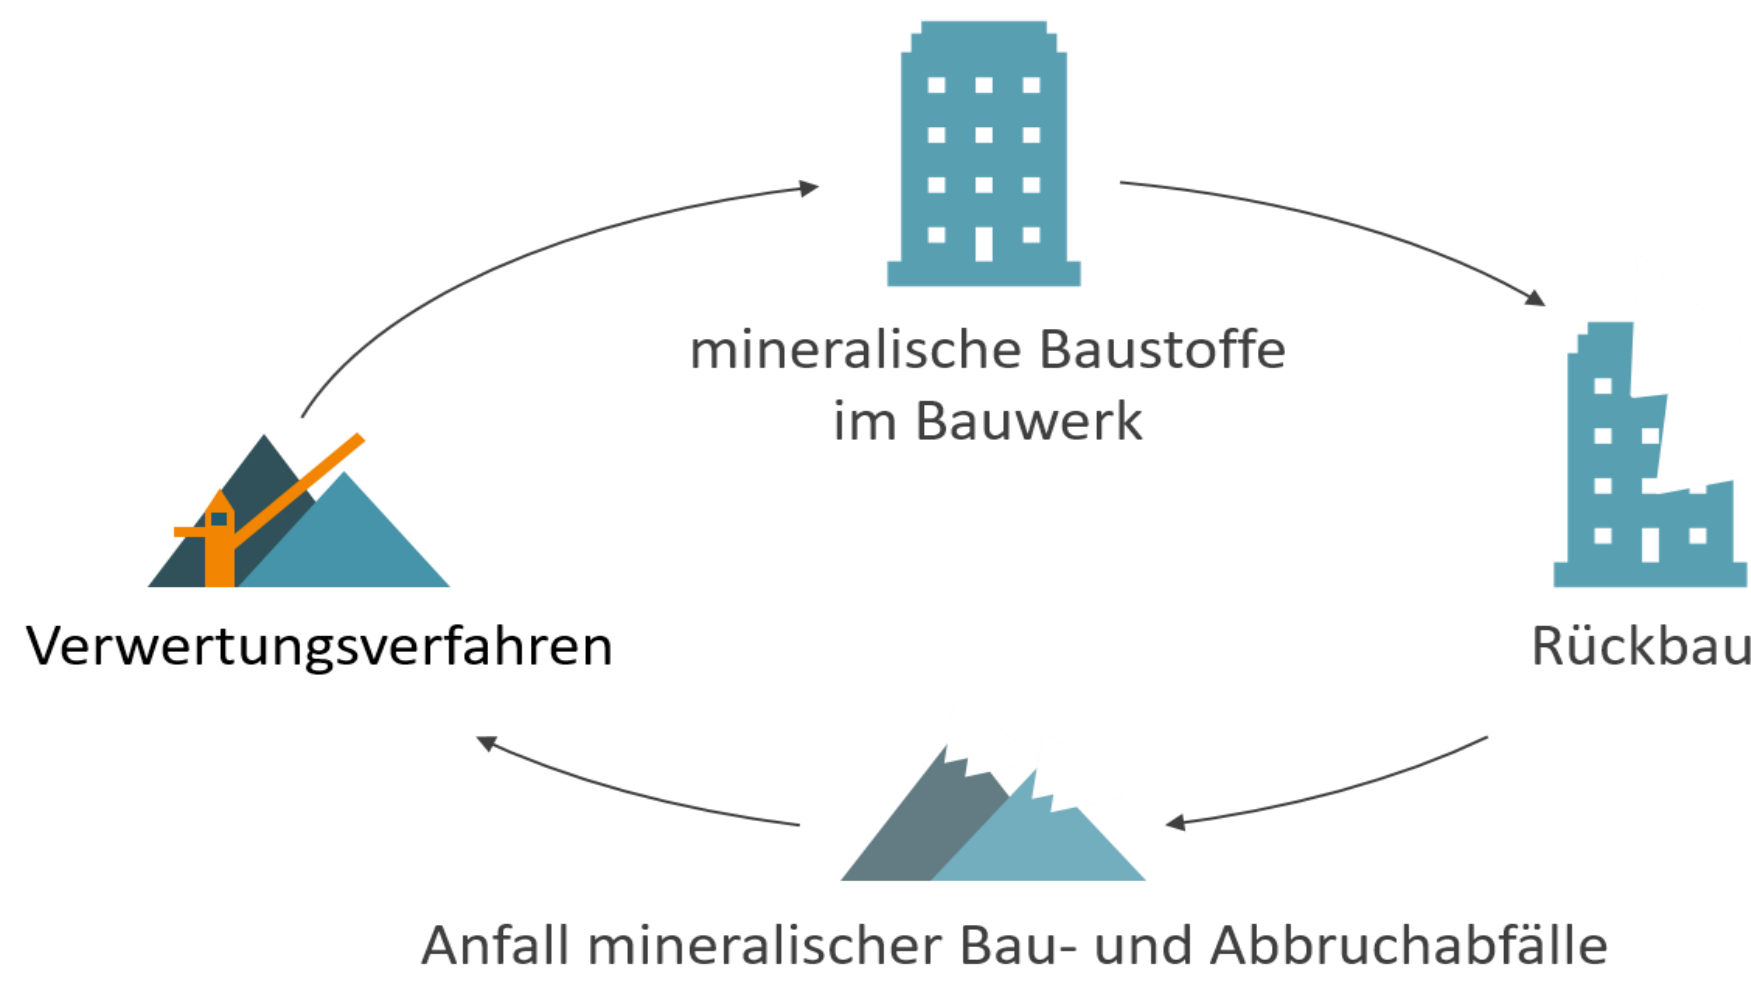 mineralische Baustoffe
im Bauwerk
Verwertungsverfahren
Rückbau
Anfall mineralischer Bau- und Abbruchabfälle